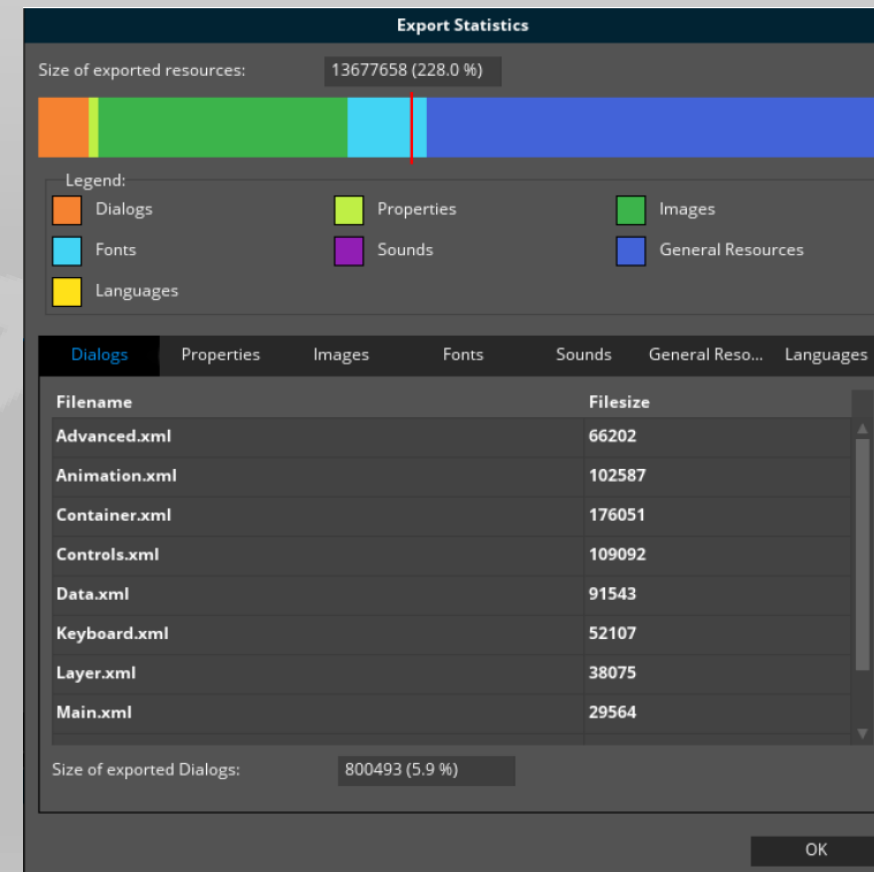 Export Statistics
Size of exported resources: 13677658 (228.0 %)
Legend:
Dialogs Properties Images
Fonts Sounds General Resources
Languages
Dialogs Properties Images Fonts Sounds General Reso... Languages
Filename Filesize
Advanced.xml 66202
Animation.xml 102587
Container.xml 176051
Controls.xml 109092
Data.xml 91543
Keyboard.xml 52107
Layer.xml 38075
Main.xml 29564
Size of exported Dialogs: 800493 (5.9 %)
OK